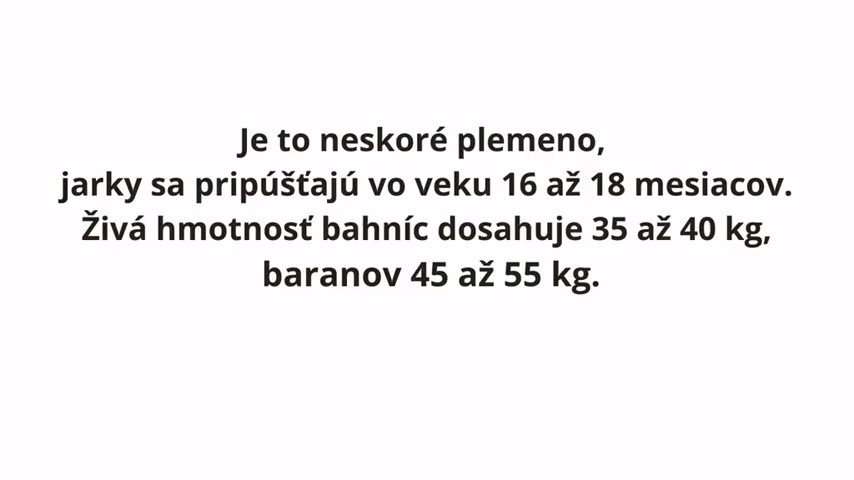 Je to neskoré plemeno,
jarky sa pripúšťajú vo veku 16 až 18 mesiacov.
Živá hmotnosť bahníc dosahuje 35 až 40 kg,
baranov 45 až 55 kg.